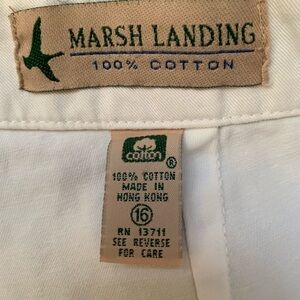 MARSH LANDING
100% COTTON
cotton
®
100% COTTON
MADE IN
HONG KONG
16
RN 13711
SEE REVERSE
FOR CARE